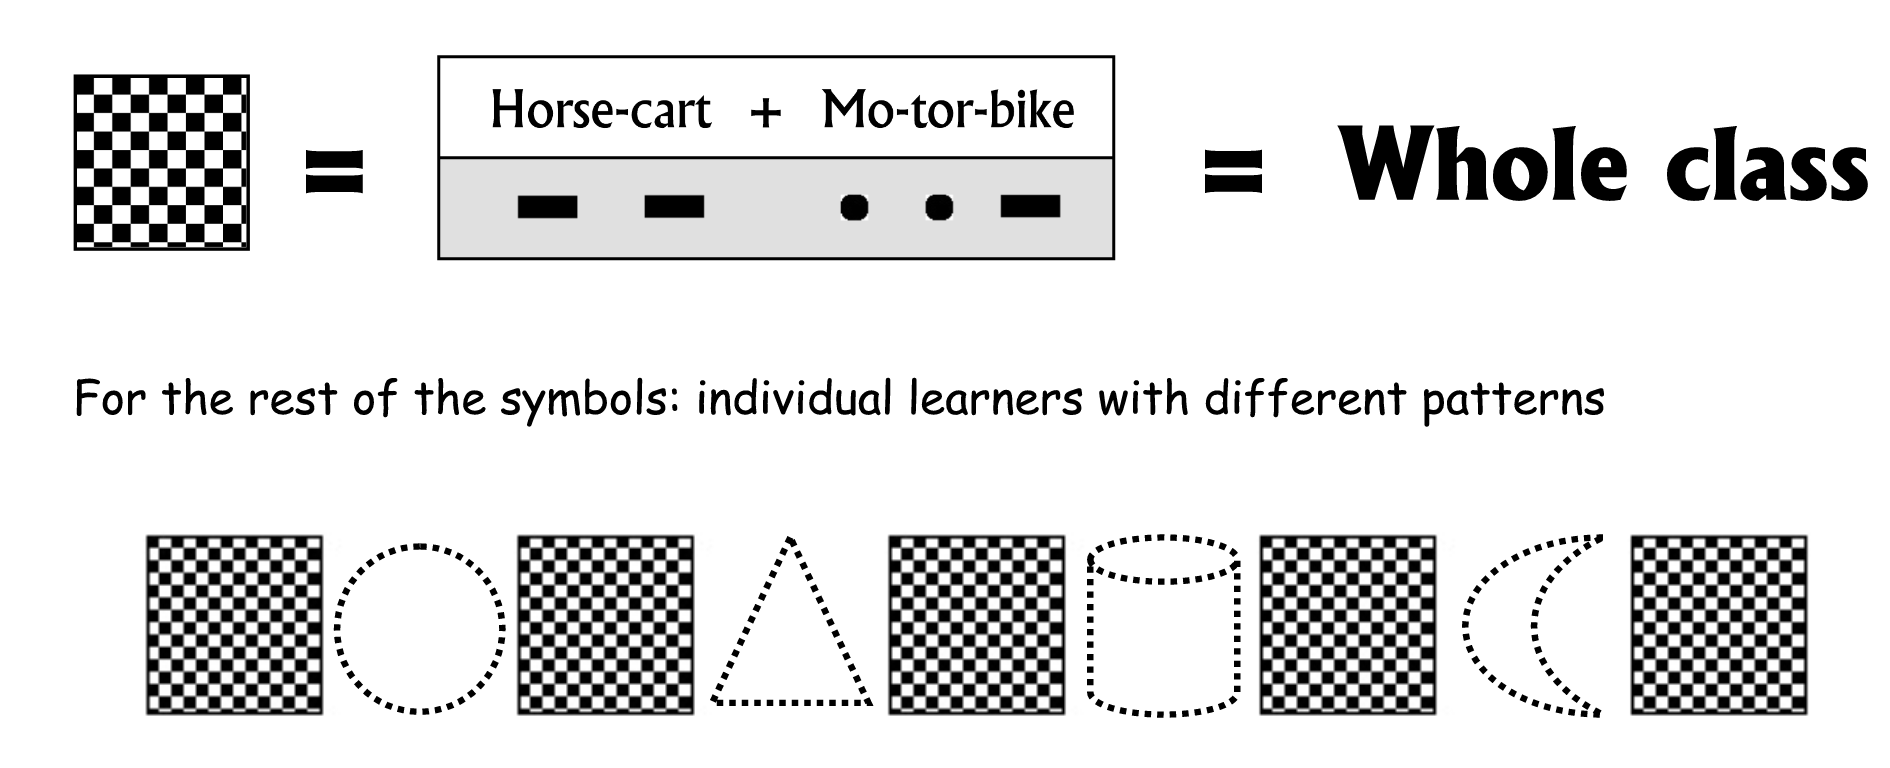 = Horse-cart + Mo-tor-bike = Whole class
For the rest of the symbols: individual learners with different patterns